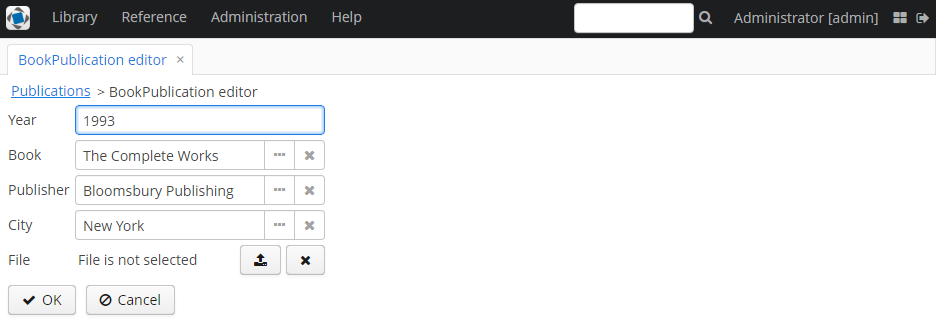 Library Reference Administration Help Administrator [admin]
BookPublication editor ×
Publications > BookPublication editor
Year 1993
Book The Complete Works
Publisher Bloomsbury Publishing
City New York
File File is not selected
OK Cancel